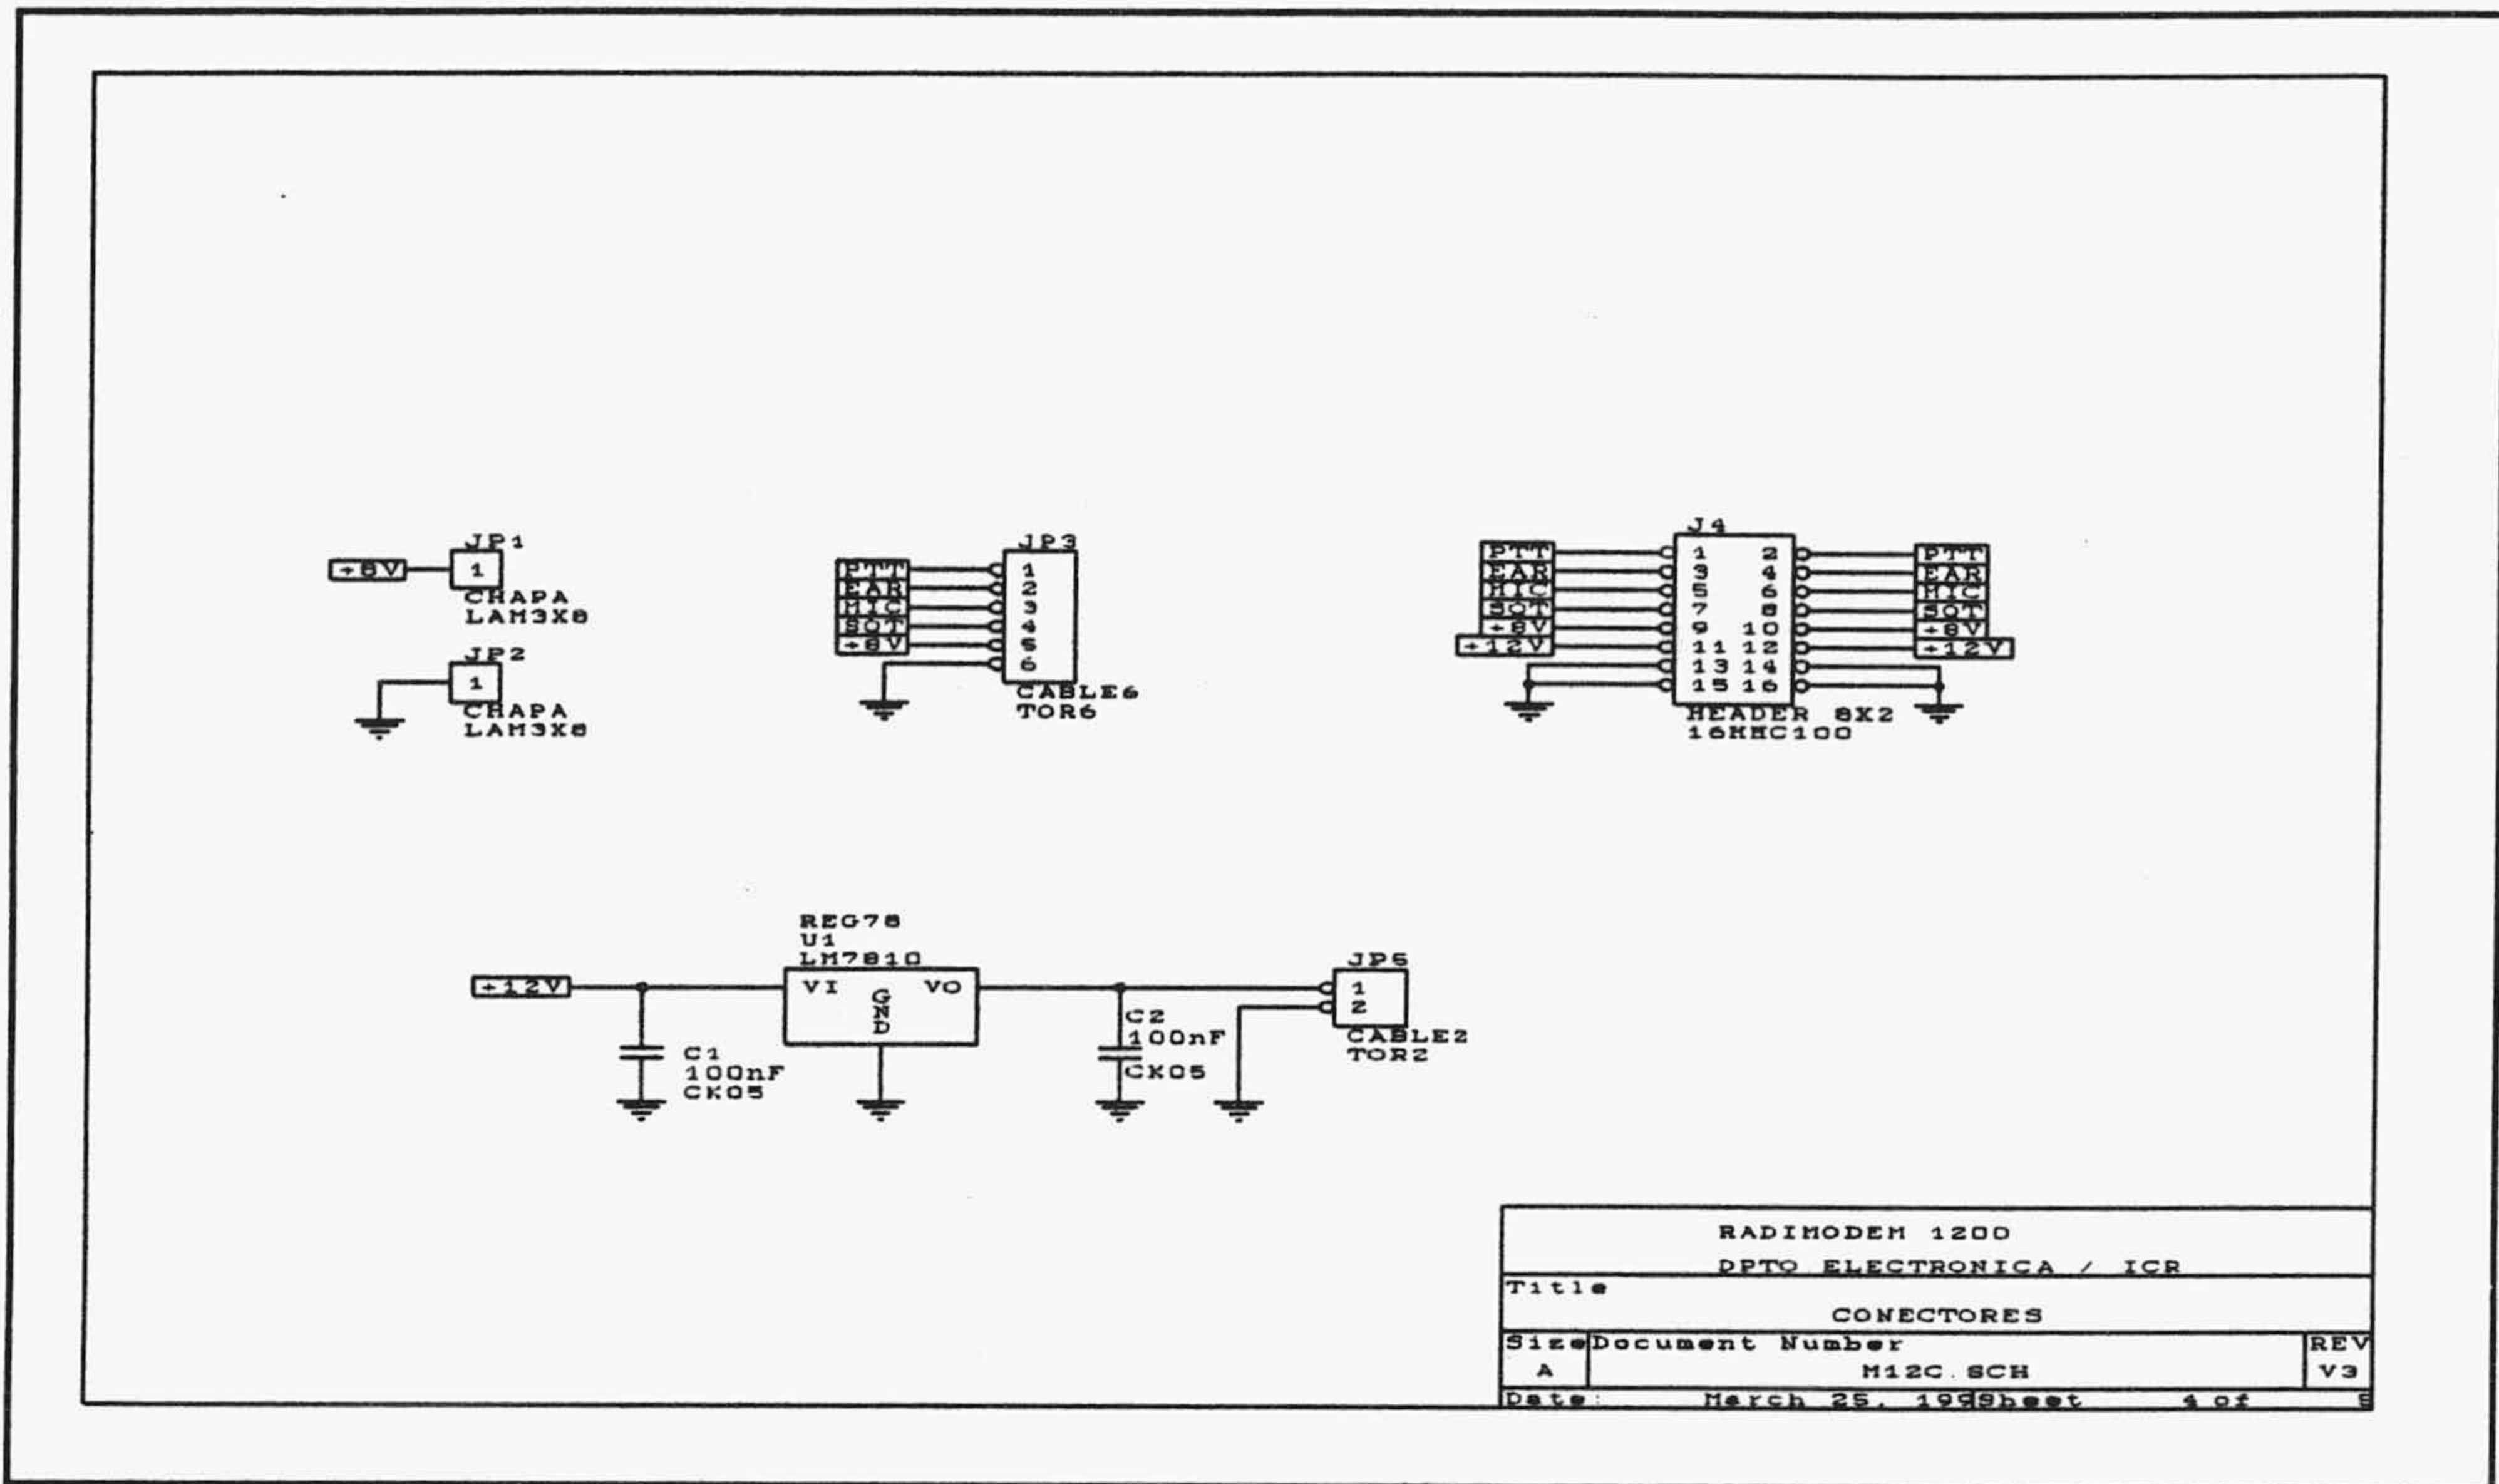 JP1
+8V
1
CHAPA
LAM3X8
JP2
1
CHAPA
LAM3X8
JP3
PTT 1
EAR 2
MIC 3
SQT 4
+8V 5
6
CABLE6
TOR6
J4
PTT 1 2 PTT
EAR 3 4 EAR
MIC 5 6 MIC
SQT 7 8 SQT
+8V 9 10 +8V
+12V 11 12 +12V
13 14
15 16
HEADER 8X2
REG78
U1
LM7810
+12V
VI GND VO
C1
100nF
CK05
C2
100nF
CK05
JP5
1
2
CABLE2
TOR2
RADIMODEM 1200
DPTO ELECTRONICA / ICR
Title
CONECTORES
Size Document Number REV
A M12C.SCH V3
Date: March 25, Sheet 4 of